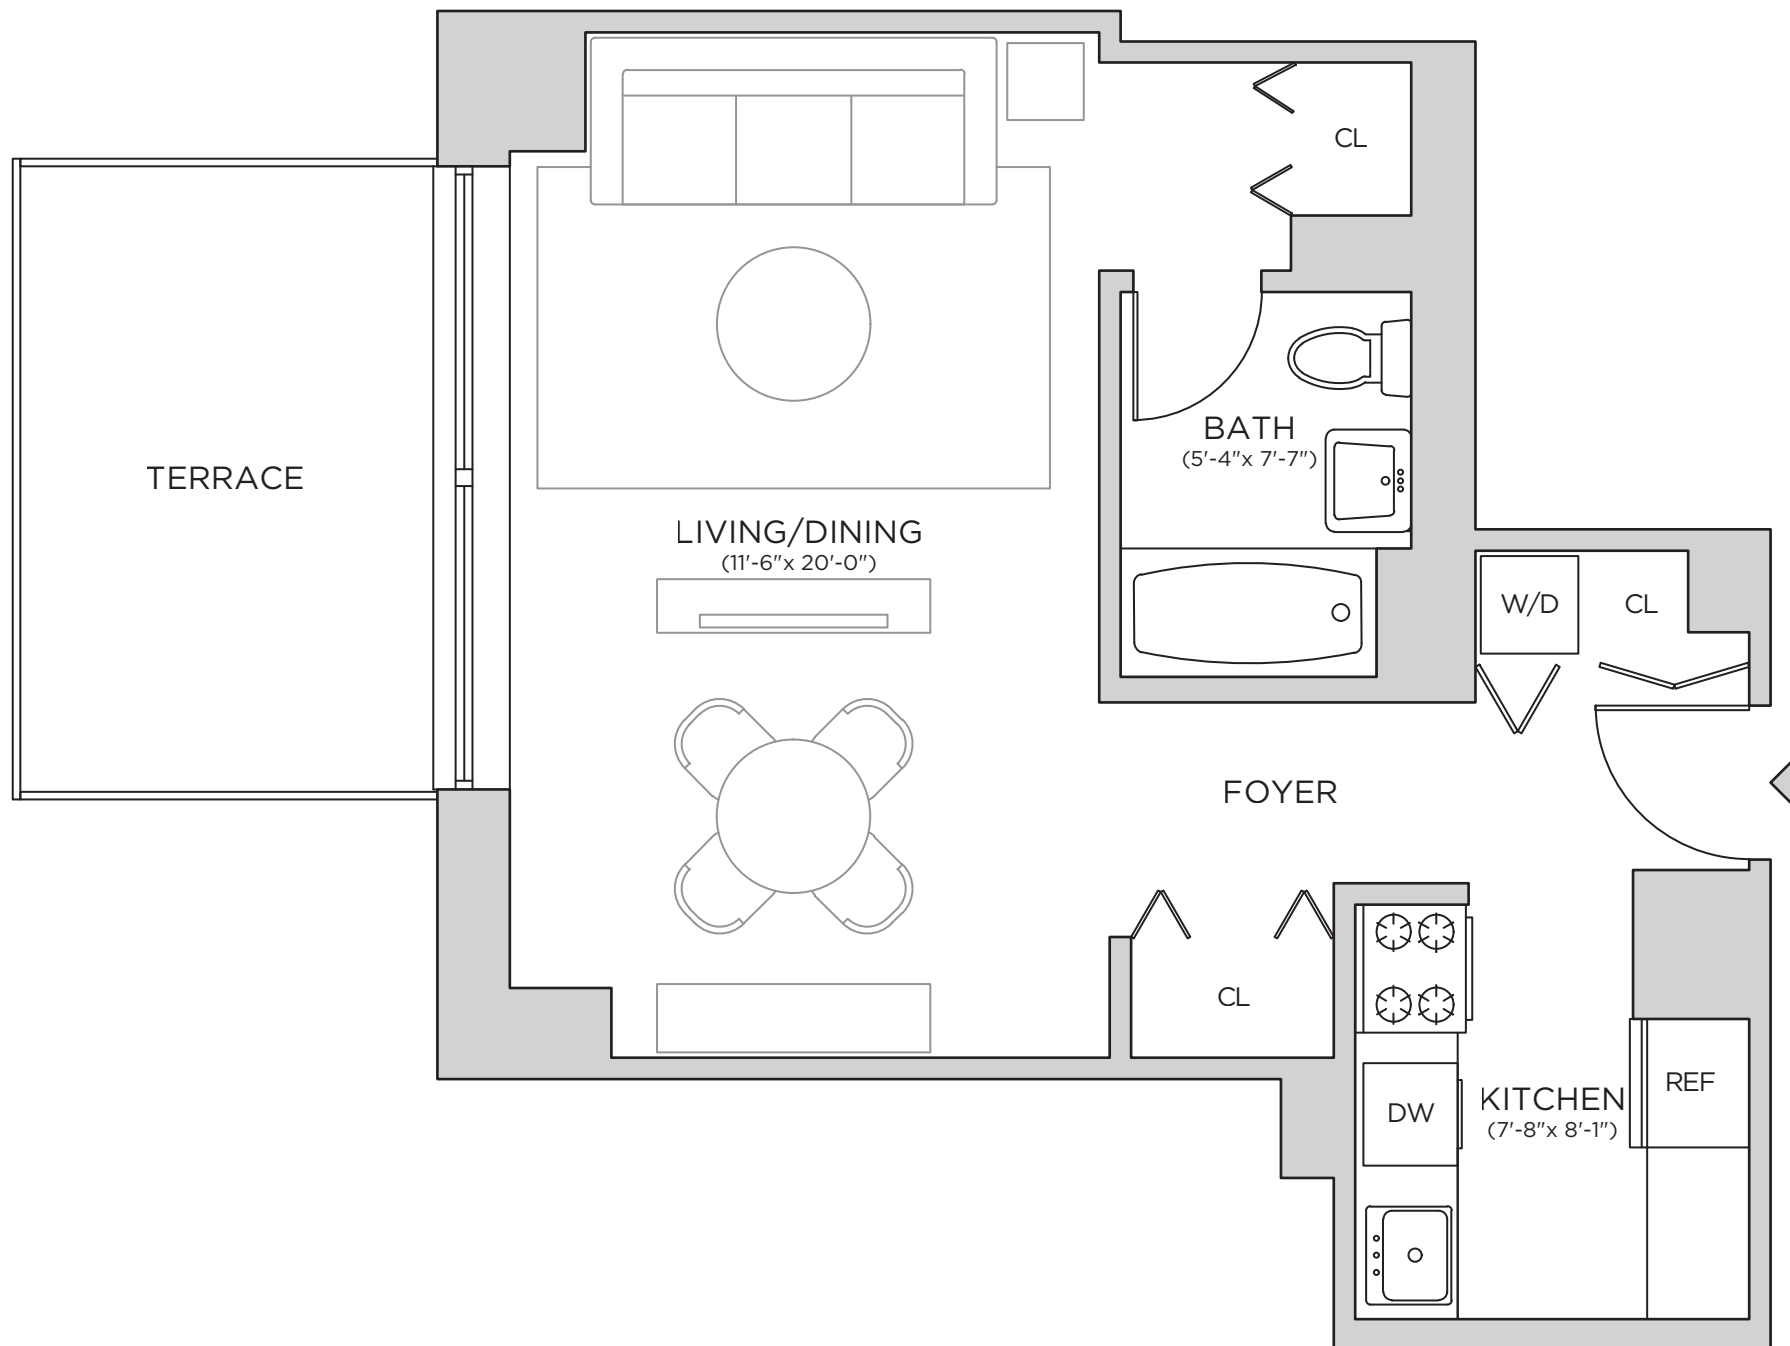 CL
BATH
(5'-4"x 7'-7")
TERRACE
LIVING/DINING
(11'-6"x 20'-0")
W/D
CL
FOYER
CL
REF
KITCHEN
(7'-8"x 8'-1")
DW